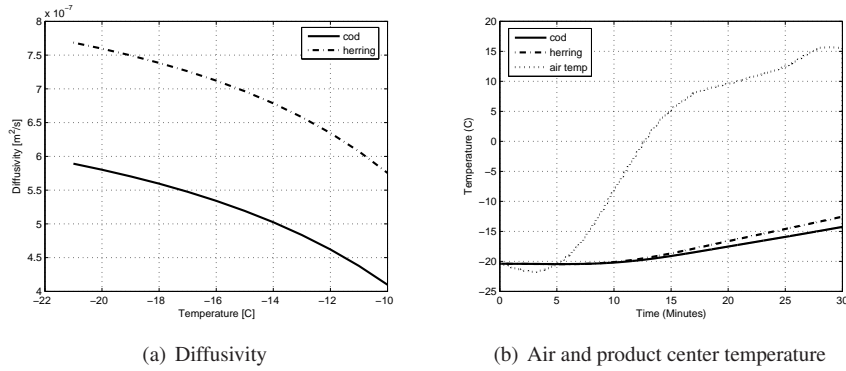 x 10⁻⁷
8
7.5
7
6.5
6
5.5
5
4.5
4
Diffusivity [m²/s]
−22 −20 −18 −16 −14 −12 −10
Temperature [C]
cod
herring
(a) Diffusivity
20
15
10
5
0
−5
−10
−15
−20
−25
Temperature (C)
0 5 10 15 20 25 30
Time (Minutes)
cod
herring
air temp
(b) Air and product center temperature